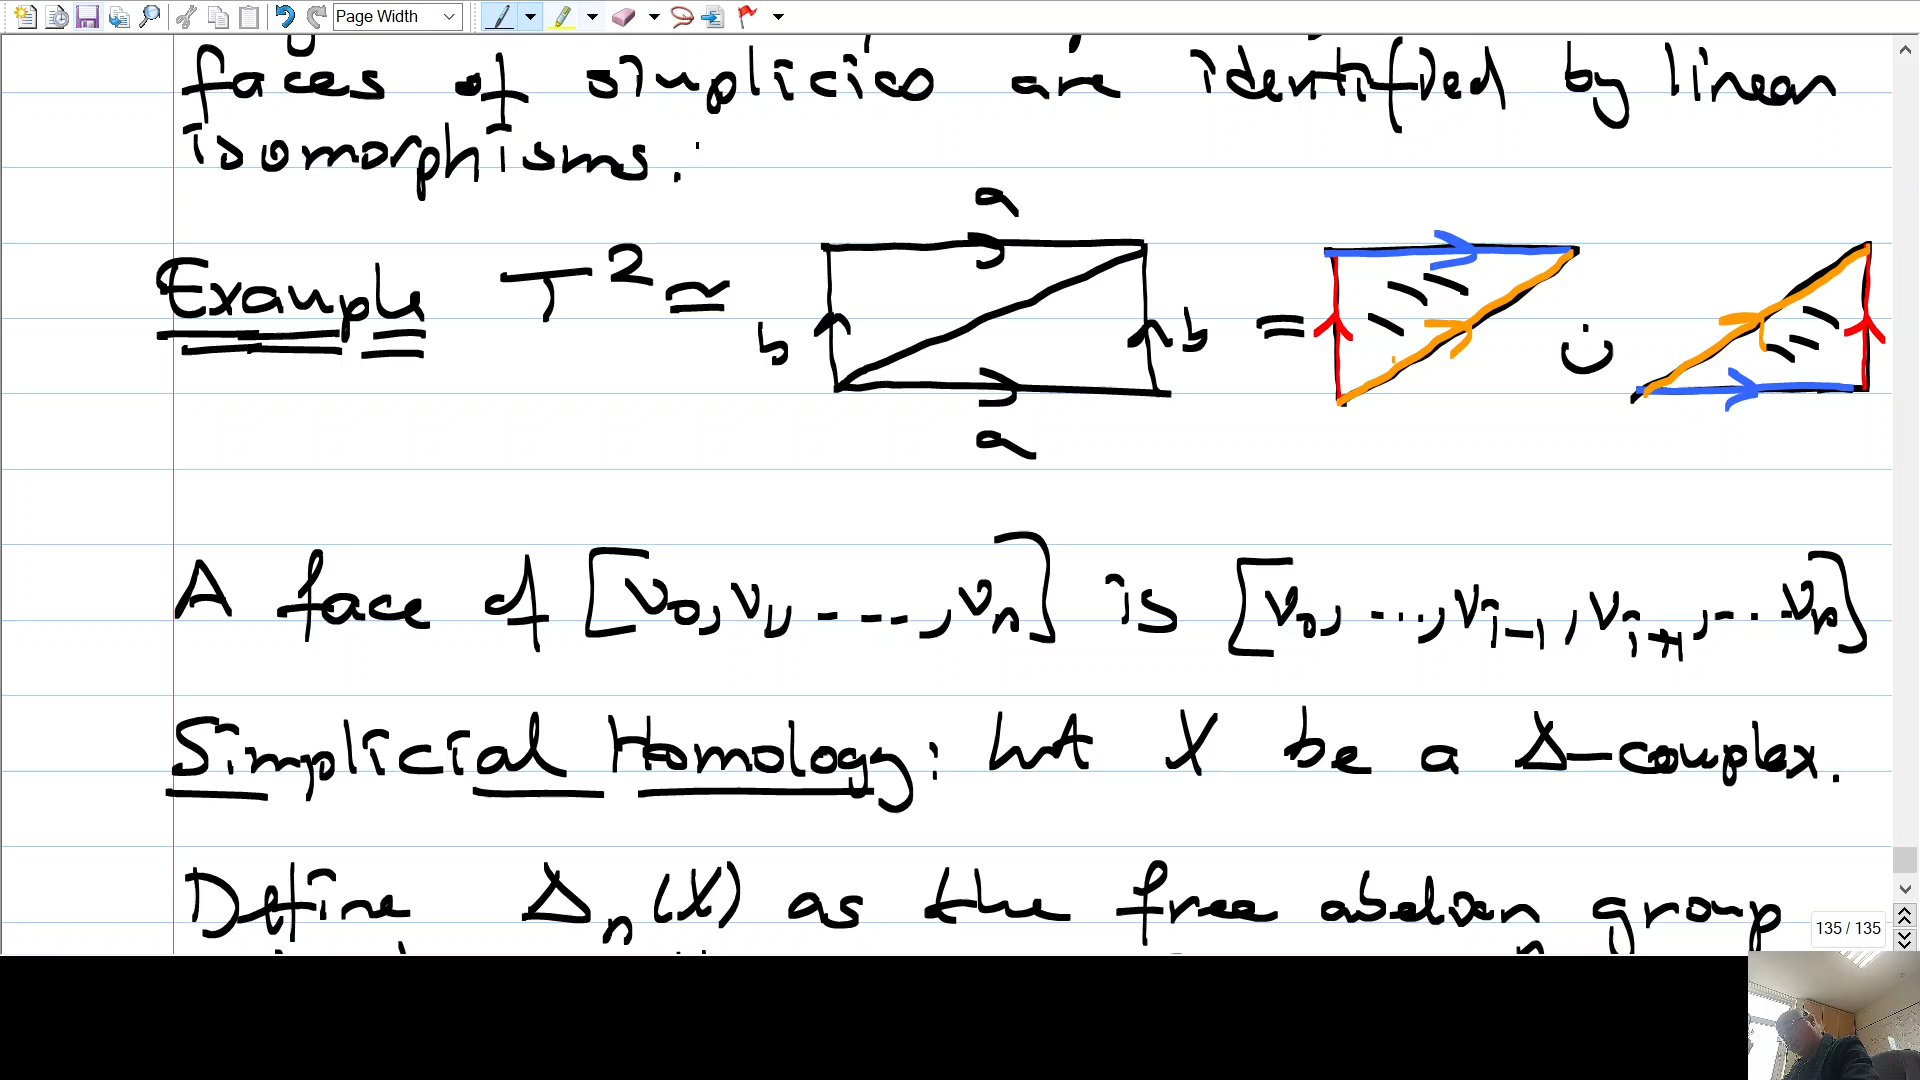 Page Width
faces of simplicies are identified by linear
isomorphisms.
a
Example T² ≃ b b = ∪
a
A face of [v₀, v₁, ---, vₙ] is [v₀, ..., vᵢ₋₁, vᵢ₊₁, ... vₙ]
Simplicial Homology: Let X be a Δ-complex.
Define Δₙ(X) as the free abelian group
135 / 135